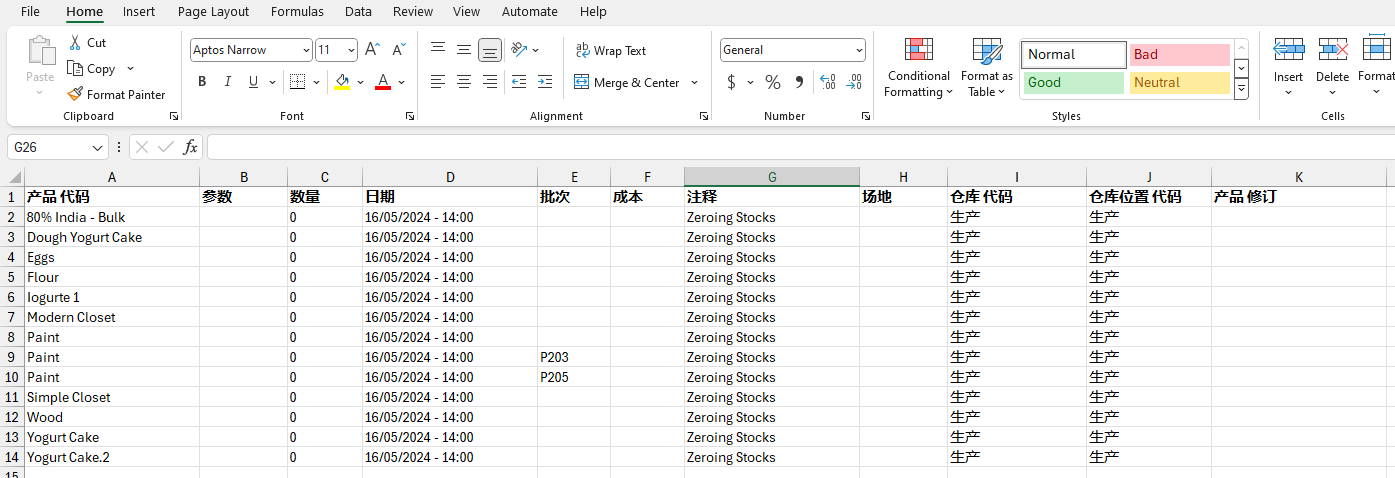 File Home Insert Page Layout Formulas Data Review View Automate Help
Paste
Cut
Copy
Format Painter
Clipboard
Aptos Narrow 11 A A
B I U A
Font
ab Wrap Text
Merge & Center
Alignment
General
$ % 9 .00 .00
Number
Conditional Formatting
Format as Table
Normal Bad
Good Neutral
Styles
Insert Delete Format
Cells
G26 fx
A B C D E F G H I J K
1 产品 代码 参数 数量 日期 批次 成本 注释 场地 仓库 代码 仓库位置 代码 产品 修订
2 80% India - Bulk 0 16/05/2024 - 14:00 Zeroing Stocks 生产 生产
3 Dough Yogurt Cake 0 16/05/2024 - 14:00 Zeroing Stocks 生产 生产
4 Eggs 0 16/05/2024 - 14:00 Zeroing Stocks 生产 生产
5 Flour 0 16/05/2024 - 14:00 Zeroing Stocks 生产 生产
6 Iogurte 1 0 16/05/2024 - 14:00 Zeroing Stocks 生产 生产
7 Modern Closet 0 16/05/2024 - 14:00 Zeroing Stocks 生产 生产
8 Paint 0 16/05/2024 - 14:00 Zeroing Stocks 生产 生产
9 Paint 0 16/05/2024 - 14:00 P203 Zeroing Stocks 生产 生产
10 Paint 0 16/05/2024 - 14:00 P205 Zeroing Stocks 生产 生产
11 Simple Closet 0 16/05/2024 - 14:00 Zeroing Stocks 生产 生产
12 Wood 0 16/05/2024 - 14:00 Zeroing Stocks 生产 生产
13 Yogurt Cake 0 16/05/2024 - 14:00 Zeroing Stocks 生产 生产
14 Yogurt Cake.2 0 16/05/2024 - 14:00 Zeroing Stocks 生产 生产
15